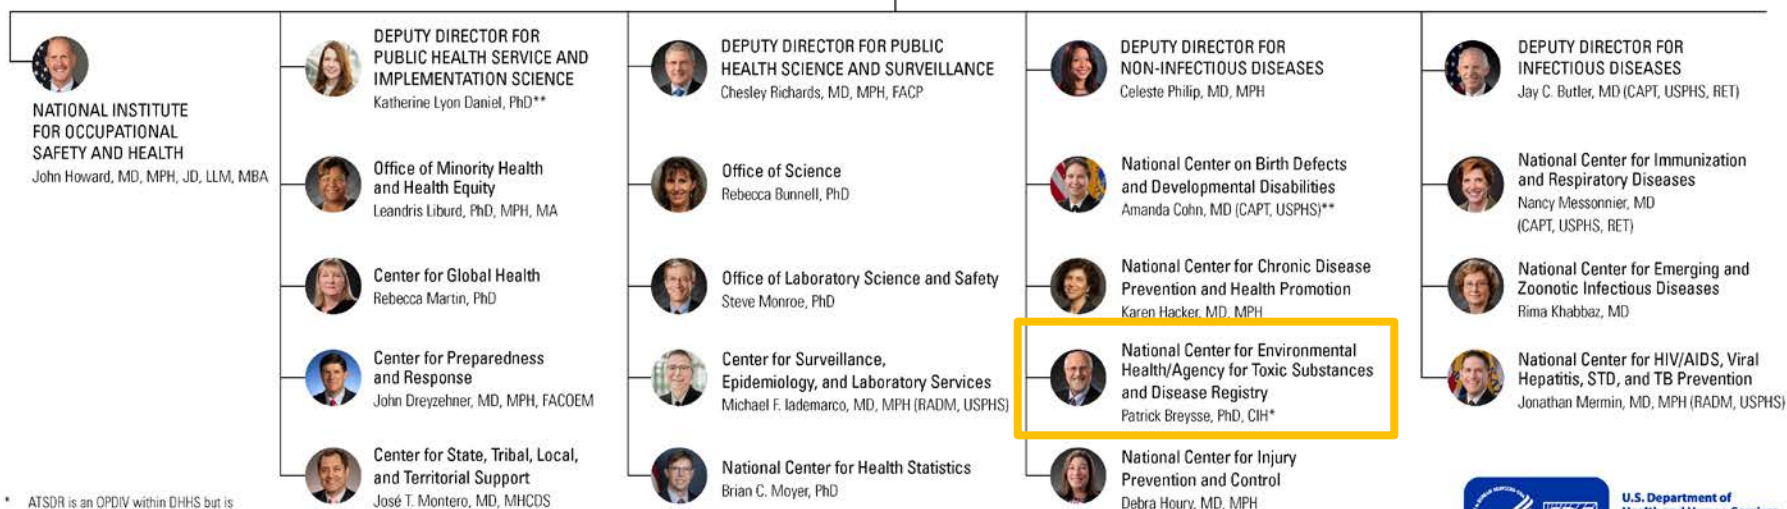 NATIONAL INSTITUTE
FOR OCCUPATIONAL
SAFETY AND HEALTH
John Howard, MD, MPH, JD, LLM, MBA
DEPUTY DIRECTOR FOR
PUBLIC HEALTH SERVICE AND
IMPLEMENTATION SCIENCE
Katherine Lyon Daniel, PhD**
Office of Minority Health
and Health Equity
Leandris Liburd, PhD, MPH, MA
Center for Global Health
Rebecca Martin, PhD
Center for Preparedness
and Response
John Dreyzehner, MD, MPH, FACOEM
Center for State, Tribal, Local,
and Territorial Support
José T. Montero, MD, MHCDS
DEPUTY DIRECTOR FOR PUBLIC
HEALTH SCIENCE AND SURVEILLANCE
Chesley Richards, MD, MPH, FACP
Office of Science
Rebecca Bunnell, PhD
Office of Laboratory Science and Safety
Steve Monroe, PhD
Center for Surveillance,
Epidemiology, and Laboratory Services
Michael F. Iademarco, MD, MPH (RADM, USPHS)
National Center for Health Statistics
Brian C. Moyer, PhD
DEPUTY DIRECTOR FOR
NON-INFECTIOUS DISEASES
Celeste Philip, MD, MPH
National Center on Birth Defects
and Developmental Disabilities
Amanda Cohn, MD (CAPT, USPHS)**
National Center for Chronic Disease
Prevention and Health Promotion
Karen Hacker, MD, MPH
National Center for Environmental
Health/Agency for Toxic Substances
and Disease Registry
Patrick Breysse, PhD, CIH*
National Center for Injury
Prevention and Control
Debra Houry, MD, MPH
DEPUTY DIRECTOR FOR
INFECTIOUS DISEASES
Jay C. Butler, MD (CAPT, USPHS, RET)
National Center for Immunization
and Respiratory Diseases
Nancy Messonnier, MD
(CAPT, USPHS, RET)
National Center for Emerging and
Zoonotic Infectious Diseases
Rima Khabbaz, MD
National Center for HIV/AIDS, Viral
Hepatitis, STD, and TB Prevention
Jonathan Mermin, MD, MPH (RADM, USPHS)
* ATSDR is an OPDIV within DHHS but is
U.S. Department of